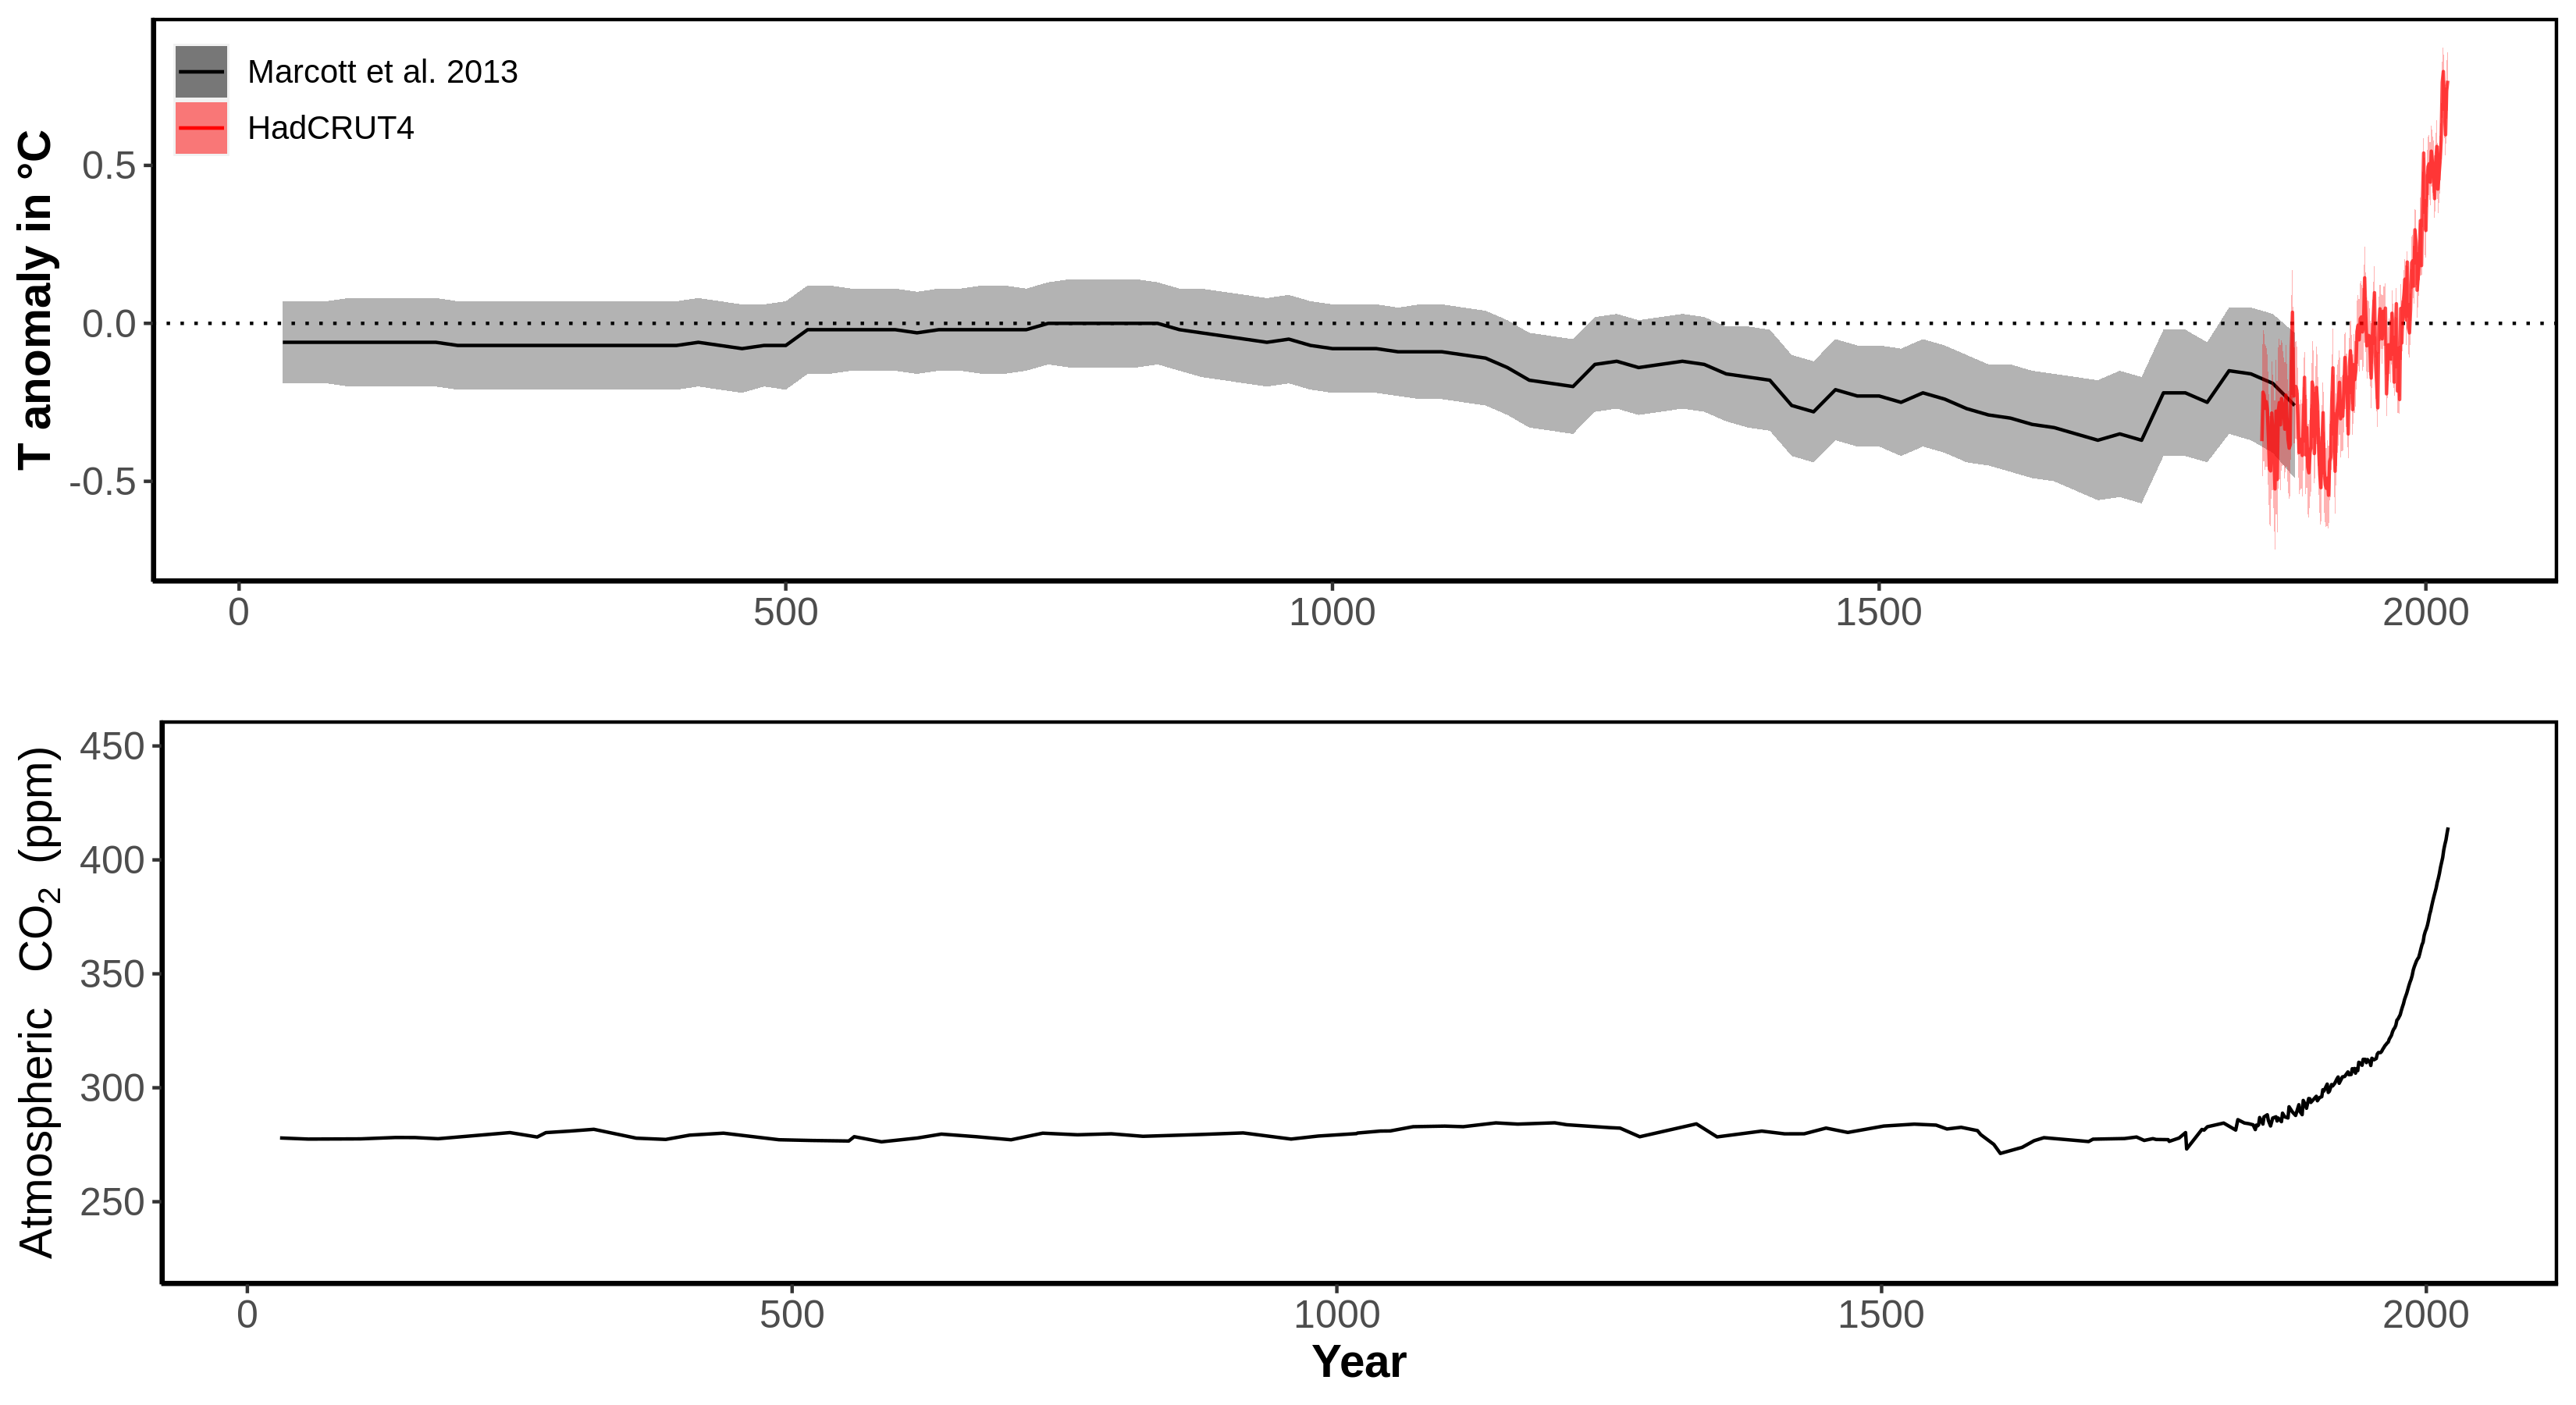 Marcott et al. 2013
HadCRUT4
T anomaly in °C
0.5
0.0
-0.5
0 500 1000 1500 2000
Atmospheric CO₂ (ppm)
450
400
350
300
250
0 500 1000 1500 2000
Year